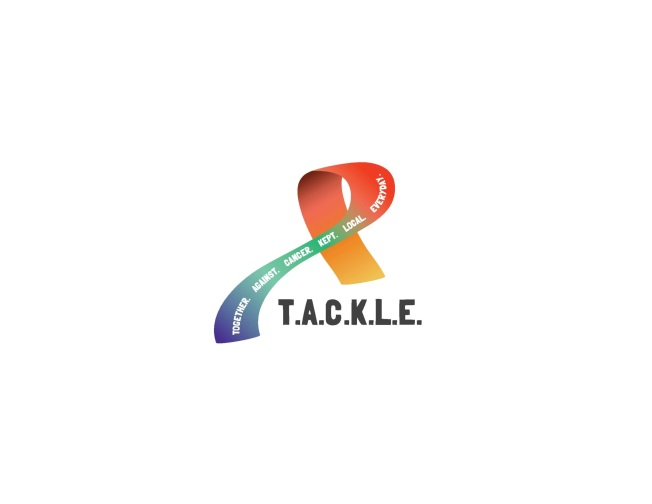 TOGETHER. AGAINST. CANCER. KEPT. LOCAL. EVERYDAY.
T.A.C.K.L.E.